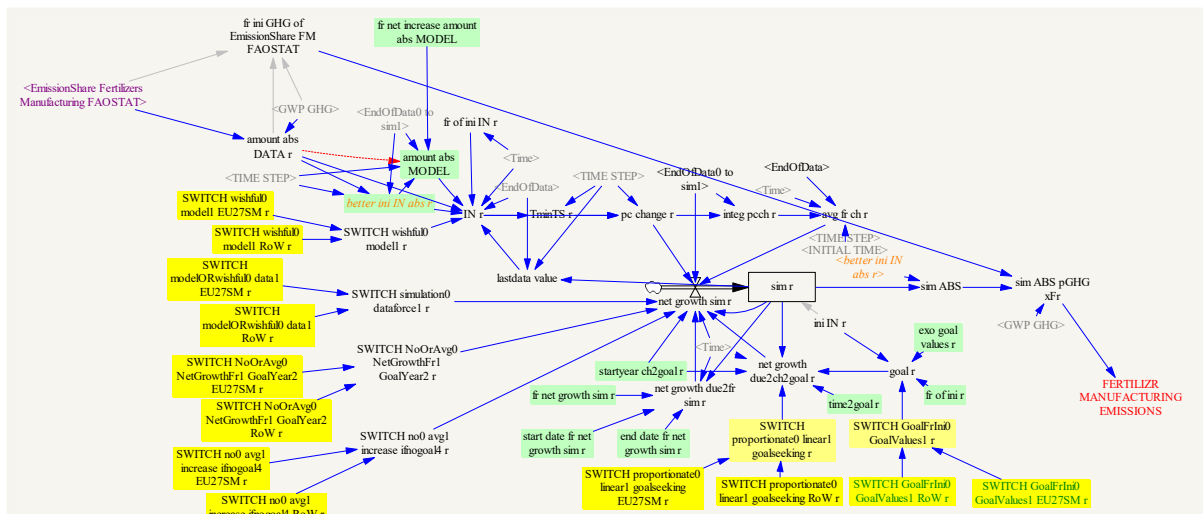 fr ini GHG of
EmissionShare FM
FAOSTAT
fr net increase amount
abs MODEL
<EmissionShare Fertilizers
Manufacturing FAOSTAT>
<GWP GHG>
<EndOfData0 to
sim1>
fr of ini IN r
amount abs
DATA r
amount abs
MODEL
<Time>
<EndOfData0 to
sim1>
<EndOfData>
<TIME STEP>
<EndOfData>
<TIME STEP>
<Time>
better ini IN abs r
IN r
TminTS r
pc change r
integ pcch r
avg fr ch r
SWITCH wishful0
model1 EU27SM r
SWITCH wishful0
model1 RoW r
SWITCH wishful0
model1 r
<TIME STEP>
<INITIAL TIME>
<better ini IN
abs r>
SWITCH
modelORwishful0 data1
EU27SM r
lastdata value
sim r
sim ABS
sim ABS pGHG
xFr
SWITCH simulation0
dataforce1 r
net growth sim r
SWITCH
modelORwishful0 data1
RoW r
ini IN r
<GWP GHG>
exo goal
values r
<Time>
SWITCH NoOrAvg0
NetGrowthFr1
GoalYear2 r
SWITCH NoOrAvg0
NetGrowthFr1 GoalYear2
EU27SM r
startyear ch2goal r
net growth
due2ch2goal r
goal r
net growth due2fr
sim r
fr net growth sim r
time2goal r
fr of ini r
FERTILIZR
MANUFACTURING
EMISSIONS
SWITCH NoOrAvg0
NetGrowthFr1 GoalYear2
RoW r
SWITCH no0 avg1
increase ifnogoal4 r
start date fr net
growth sim r
end date fr net
growth sim r
SWITCH
proportionate0 linear1
goalseeking r
SWITCH GoalFrIni0
GoalValues1 r
SWITCH no0 avg1
increase ifnogoal4
EU27SM r
SWITCH proportionate0
linear1 goalseeking
EU27SM r
SWITCH proportionate0
linear1 goalseeking RoW r
SWITCH GoalFrIni0
GoalValues1 RoW r
SWITCH GoalFrIni0
GoalValues1 EU27SM r
SWITCH no0 avg1
increase ifnogoal4 RoW r